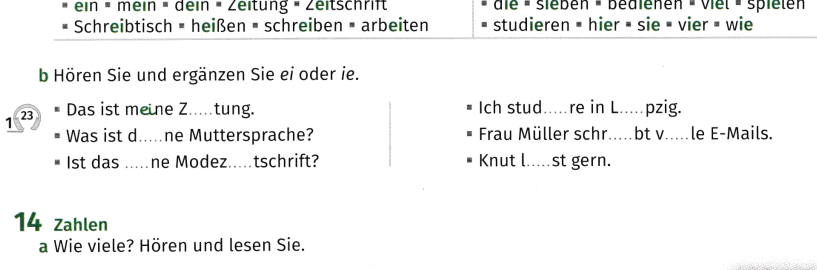 ▪ ein ▪ mein ▪ dein ▪ Zeitung ▪ Zeitschrift
▪ Schreibtisch ▪ heißen ▪ schreiben ▪ arbeiten
▪ die ▪ sieben ▪ bedienen ▪ viel ▪ spielen
▪ studieren ▪ hier ▪ sie ▪ vier ▪ wie
b Hören Sie und ergänzen Sie ei oder ie.
1 23
▪ Das ist meine Z.....tung.
▪ Was ist d.....ne Muttersprache?
▪ Ist das .....ne Modez.....tschrift?
▪ Ich stud.....re in L.....pzig.
▪ Frau Müller schr.....bt v.....le E-Mails.
▪ Knut l.....st gern.
14 Zahlen
a Wie viele? Hören und lesen Sie.